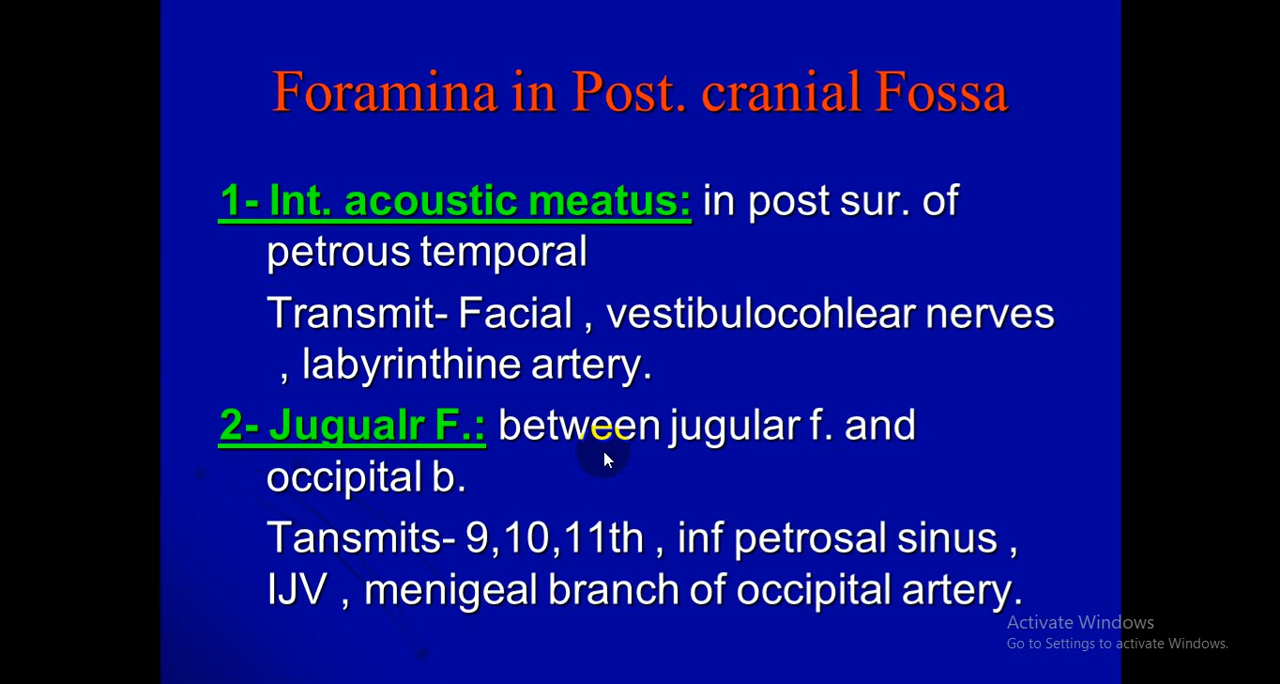 Foramina in Post. cranial Fossa
1- Int. acoustic meatus: in post sur. of
petrous temporal
Transmit- Facial , vestibulocohlear nerves
, labyrinthine artery.
2- Jugualr F.: between jugular f. and
occipital b.
Tansmits- 9,10,11th , inf petrosal sinus ,
IJV , menigeal branch of occipital artery.
Activate Windows
Go to Settings to activate Windows.